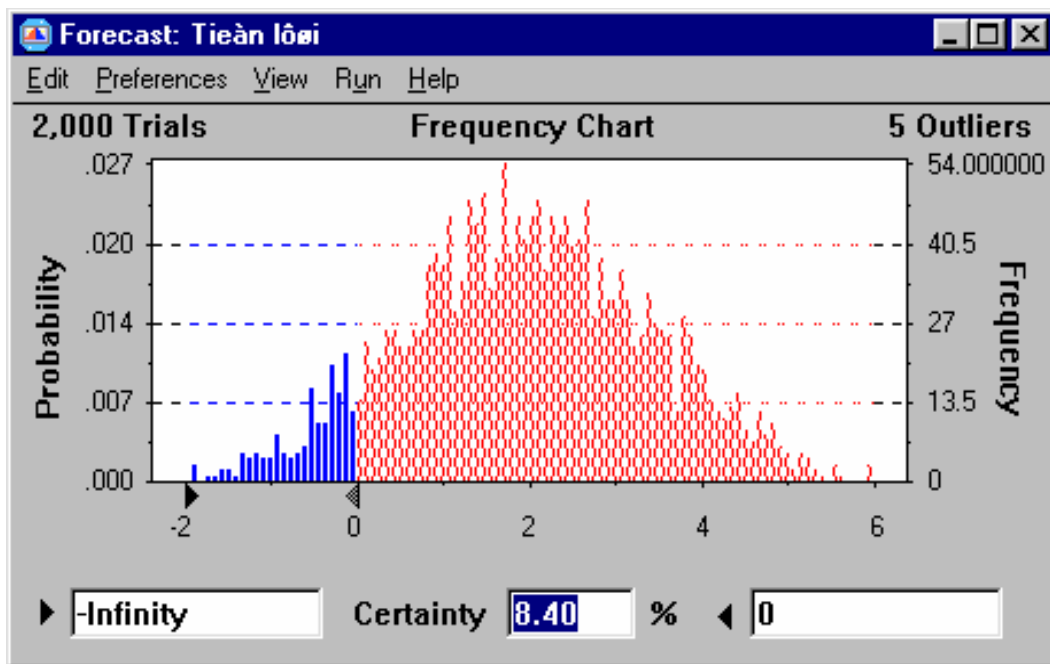 Forecast: Tieàn lôøi
Edit Preferences View Run Help
2,000 Trials Frequency Chart 5 Outliers
Probability
.027
.020
.014
.007
.000
54.000000
40.5
27
13.5
0
Frequency
-2 0 2 4 6
-Infinity Certainty 8.40 % 0